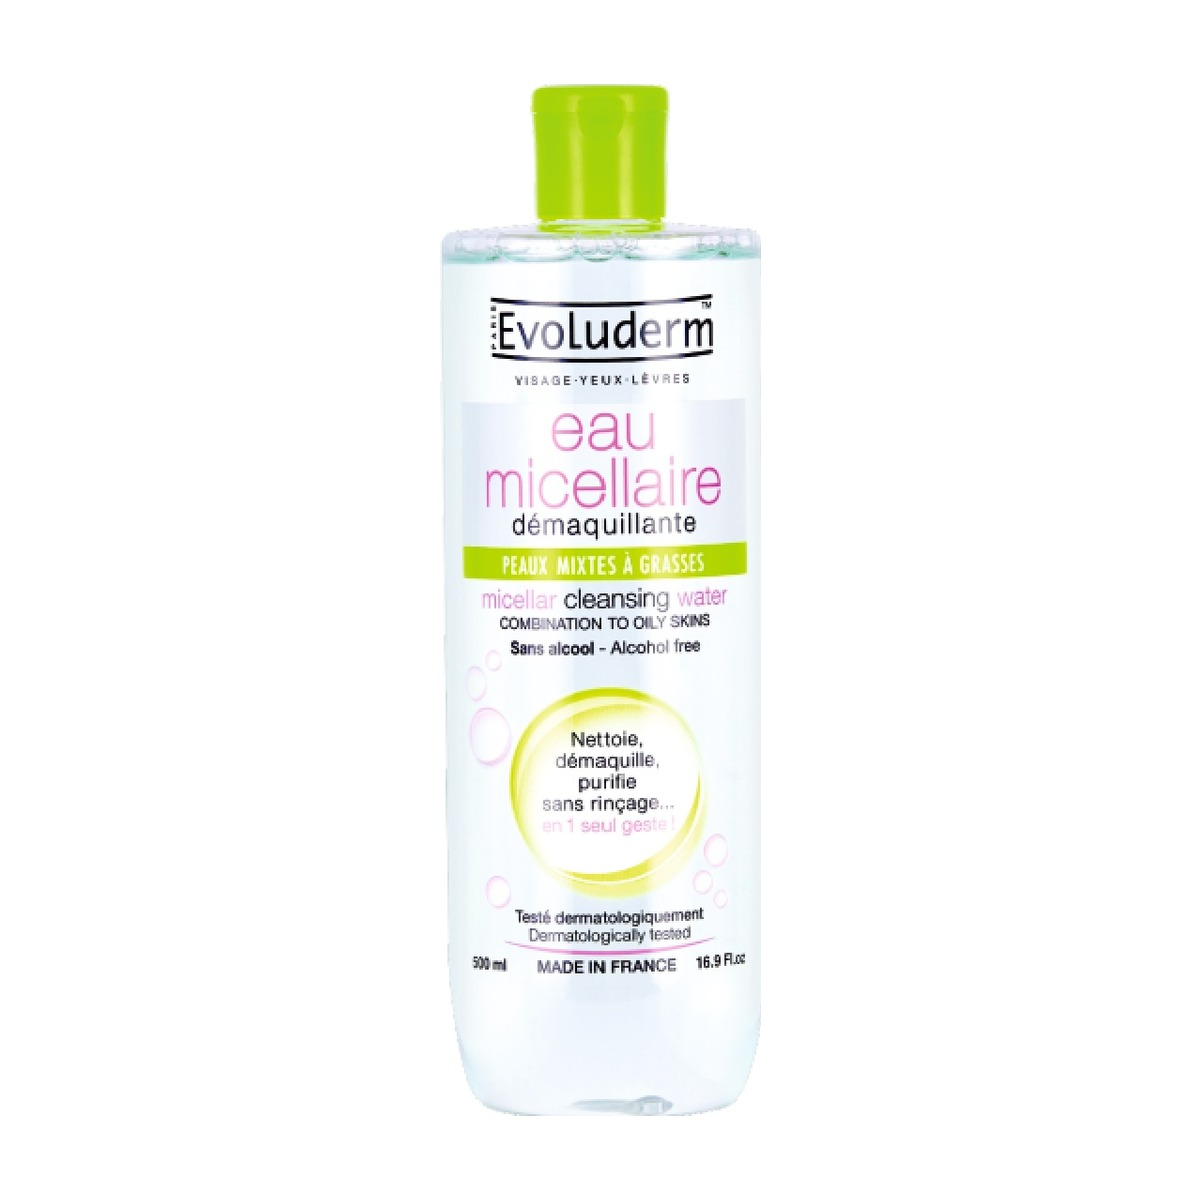 PARIS
Evoluderm™
VISAGE·YEUX·LÈVRES
eau
micellaire
démaquillante
PEAUX MIXTES À GRASSES
micellar cleansing water
COMBINATION TO OILY SKINS
Sans alcool - Alcohol free
Nettoie,
démaquille,
purifie
sans rinçage...
en 1 seul geste!
Testé dermatologiquement
Dermatologically tested
500 ml MADE IN FRANCE 16.9 Fl.oz